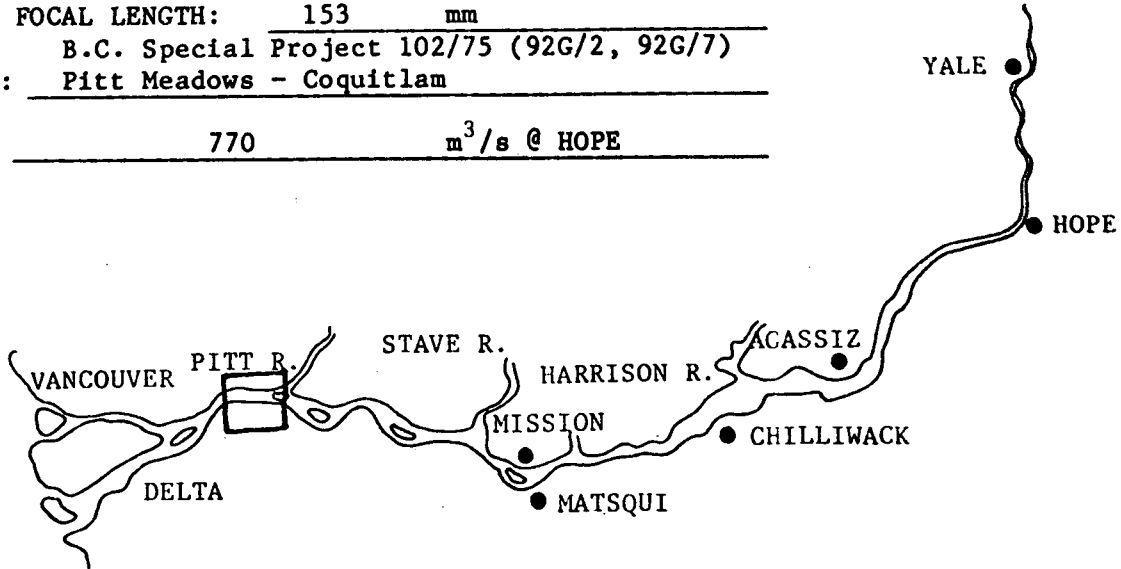 FOCAL LENGTH: 153 mm
B.C. Special Project 102/75 (92G/2, 92G/7)
: Pitt Meadows - Coquitlam
770 m³/s @ HOPE
YALE
HOPE
STAVE R.
ACASSIZ
PITT R.
HARRISON R.
VANCOUVER
MISSION
CHILLIWACK
DELTA
MATSQUI